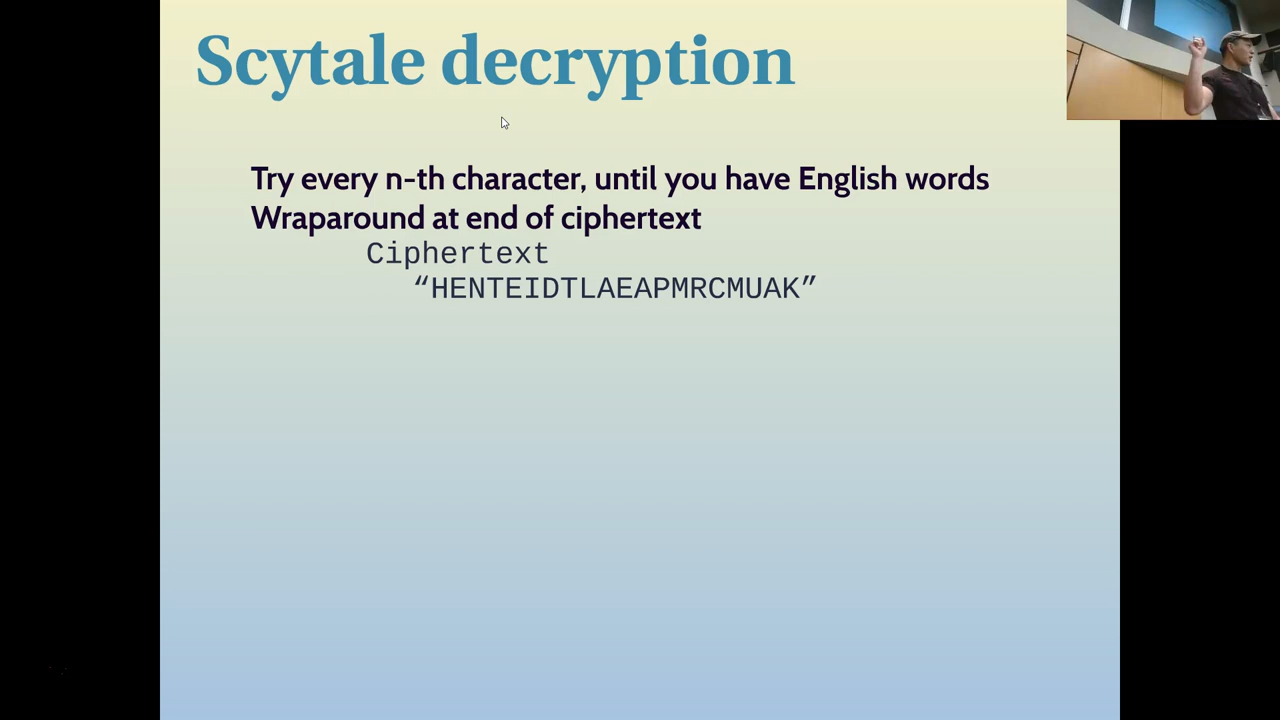 Scytale decryption
Try every n-th character, until you have English words
Wraparound at end of ciphertext
Ciphertext
“HENTEIDTLAEAPMRCMUAK”